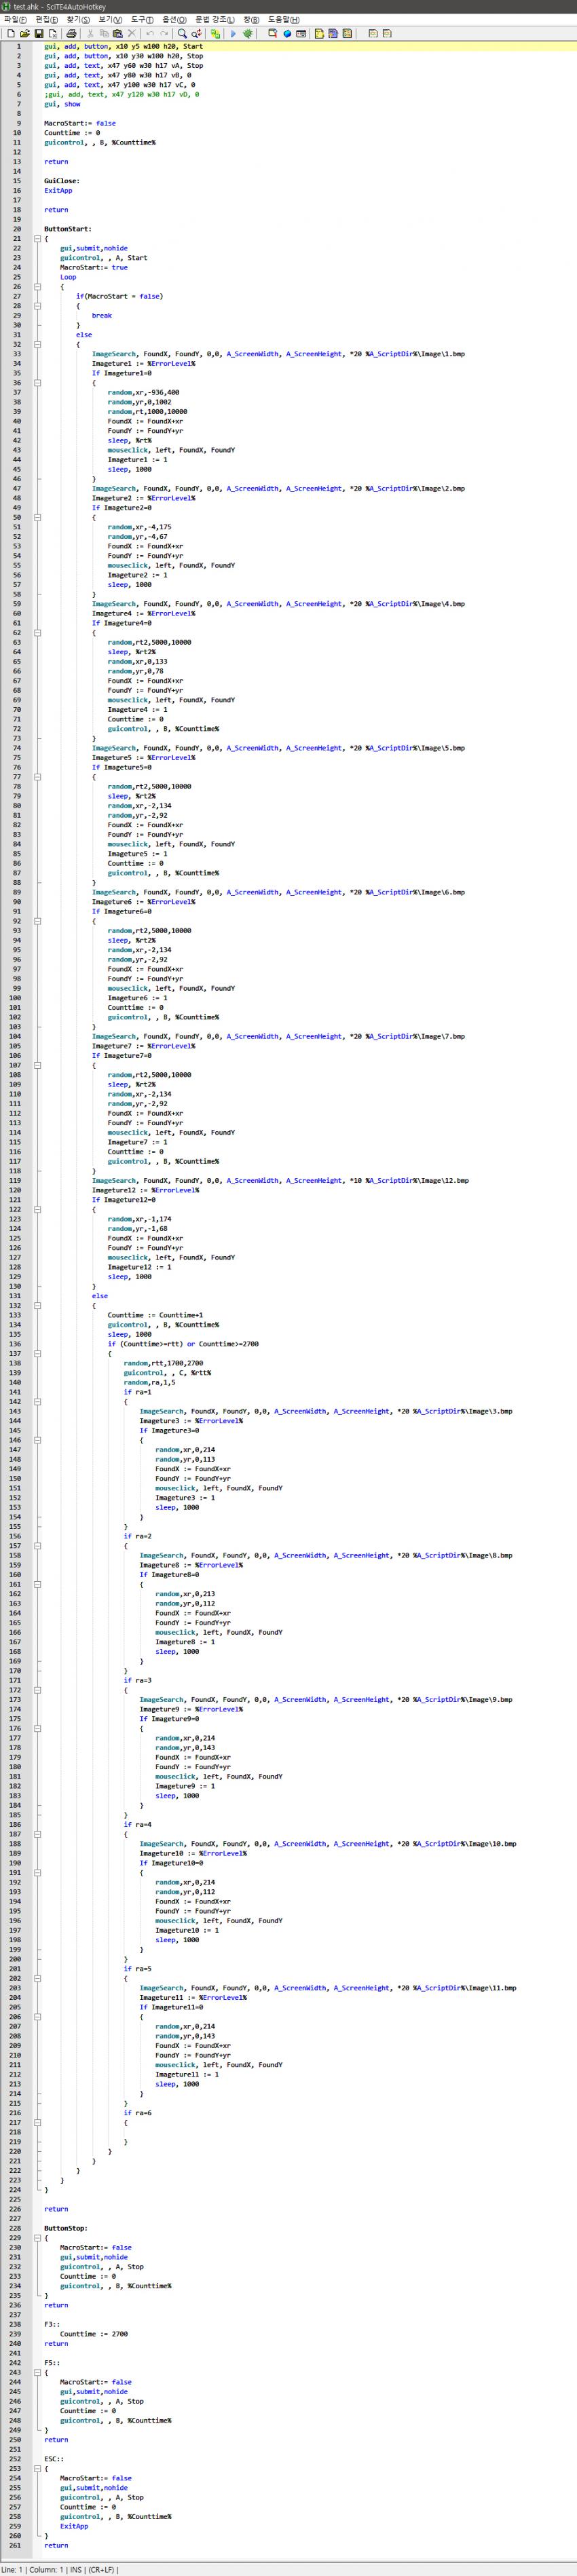 test.ahk - SciTE4AutoHotkey
파일(F) 편집(E) 찾기(S) 보기(V) 도구(T) 옵션(O) 문법 강조(L) 창(B) 도움말(H)
1 gui, add, button, x10 y5 w100 h20, Start
2 gui, add, button, x10 y30 w100 h20, Stop
3 gui, add, text, x47 y60 w30 h17 vA, Stop
4 gui, add, text, x47 y80 w30 h17 vB, 0
5 gui, add, text, x47 y100 w30 h17 vC, 0
6 ;gui, add, text, x47 y120 w30 h17 vD, 0
7 gui, show
8
9 MacroStart:= false
10 Counttime := 0
11 guicontrol, , B, %Counttime%
12
13 return
14
15 GuiClose:
16 ExitApp
17
18 return
19
20 ButtonStart:
21 {
22 gui,submit,nohide
23 guicontrol, , A, Start
24 MacroStart:= true
25 Loop
26 {
27 if(MacroStart = false)
28 {
29 break
30 }
31 else
32 {
33 ImageSearch, FoundX, FoundY, 0,0, A_ScreenWidth, A_ScreenHeight, *20 %A_ScriptDir%\Image\1.bmp
34 Imageture1 := %ErrorLevel%
35 If Imageture1=0
36 {
37 random,xr,-936,400
38 random,yr,0,1002
39 random,rt,1000,10000
40 FoundX := FoundX+xr
41 FoundY := FoundY+yr
42 sleep, %rt%
43 mouseclick, left, FoundX, FoundY
44 Imageture1 := 1
45 sleep, 1000
46 }
47 ImageSearch, FoundX, FoundY, 0,0, A_ScreenWidth, A_ScreenHeight, *20 %A_ScriptDir%\Image\2.bmp
48 Imageture2 := %ErrorLevel%
49 If Imageture2=0
50 {
51 random,xr,-4,175
52 random,yr,-4,67
53 FoundX := FoundX+xr
54 FoundY := FoundY+yr
55 mouseclick, left, FoundX, FoundY
56 Imageture2 := 1
57 sleep, 1000
58 }
59 ImageSearch, FoundX, FoundY, 0,0, A_ScreenWidth, A_ScreenHeight, *20 %A_ScriptDir%\Image\4.bmp
60 Imageture4 := %ErrorLevel%
61 If Imageture4=0
62 {
63 random,rt2,5000,10000
64 sleep, %rt2%
65 random,xr,0,133
66 random,yr,0,78
67 FoundX := FoundX+xr
68 FoundY := FoundY+yr
69 mouseclick, left, FoundX, FoundY
70 Imageture4 := 1
71 Counttime := 0
72 guicontrol, , B, %Counttime%
73 }
74 ImageSearch, FoundX, FoundY, 0,0, A_ScreenWidth, A_ScreenHeight, *20 %A_ScriptDir%\Image\5.bmp
75 Imageture5 := %ErrorLevel%
76 If Imageture5=0
77 {
78 random,rt2,5000,10000
79 sleep, %rt2%
80 random,xr,-2,134
81 random,yr,-2,92
82 FoundX := FoundX+xr
83 FoundY := FoundY+yr
84 mouseclick, left, FoundX, FoundY
85 Imageture5 := 1
86 Counttime := 0
87 guicontrol, , B, %Counttime%
88 }
89 ImageSearch, FoundX, FoundY, 0,0, A_ScreenWidth, A_ScreenHeight, *20 %A_ScriptDir%\Image\6.bmp
90 Imageture6 := %ErrorLevel%
91 If Imageture6=0
92 {
93 random,rt2,5000,10000
94 sleep, %rt2%
95 random,xr,-2,134
96 random,yr,-2,92
97 FoundX := FoundX+xr
98 FoundY := FoundY+yr
99 mouseclick, left, FoundX, FoundY
100 Imageture6 := 1
101 Counttime := 0
102 guicontrol, , B, %Counttime%
103 }
104 ImageSearch, FoundX, FoundY, 0,0, A_ScreenWidth, A_ScreenHeight, *20 %A_ScriptDir%\Image\7.bmp
105 Imageture7 := %ErrorLevel%
106 If Imageture7=0
107 {
108 random,rt2,5000,10000
109 sleep, %rt2%
110 random,xr,-2,134
111 random,yr,-2,92
112 FoundX := FoundX+xr
113 FoundY := FoundY+yr
114 mouseclick, left, FoundX, FoundY
115 Imageture7 := 1
116 Counttime := 0
117 guicontrol, , B, %Counttime%
118 }
119 ImageSearch, FoundX, FoundY, 0,0, A_ScreenWidth, A_ScreenHeight, *10 %A_ScriptDir%\Image\12.bmp
120 Imageture12 := %ErrorLevel%
121 If Imageture12=0
122 {
123 random,xr,-1,174
124 random,yr,-1,68
125 FoundX := FoundX+xr
126 FoundY := FoundY+yr
127 mouseclick, left, FoundX, FoundY
128 Imageture12 := 1
129 sleep, 1000
130 }
131 else
132 {
133 Counttime := Counttime+1
134 guicontrol, , B, %Counttime%
135 sleep, 1000
136 if (Counttime>=rtt) or Counttime>=2700
137 {
138 random,rtt,1700,2700
139 guicontrol, , C, %rtt%
140 random,ra,1,5
141 if ra=1
142 {
143 ImageSearch, FoundX, FoundY, 0,0, A_ScreenWidth, A_ScreenHeight, *20 %A_ScriptDir%\Image\3.bmp
144 Imageture3 := %ErrorLevel%
145 If Imageture3=0
146 {
147 random,xr,0,214
148 random,yr,0,113
149 FoundX := FoundX+xr
150 FoundY := FoundY+yr
151 mouseclick, left, FoundX, FoundY
152 Imageture3 := 1
153 sleep, 1000
154 }
155 }
156 if ra=2
157 {
158 ImageSearch, FoundX, FoundY, 0,0, A_ScreenWidth, A_ScreenHeight, *20 %A_ScriptDir%\Image\8.bmp
159 Imageture8 := %ErrorLevel%
160 If Imageture8=0
161 {
162 random,xr,0,213
163 random,yr,0,112
164 FoundX := FoundX+xr
165 FoundY := FoundY+yr
166 mouseclick, left, FoundX, FoundY
167 Imageture8 := 1
168 sleep, 1000
169 }
170 }
171 if ra=3
172 {
173 ImageSearch, FoundX, FoundY, 0,0, A_ScreenWidth, A_ScreenHeight, *20 %A_ScriptDir%\Image\9.bmp
174 Imageture9 := %ErrorLevel%
175 If Imageture9=0
176 {
177 random,xr,0,214
178 random,yr,0,143
179 FoundX := FoundX+xr
180 FoundY := FoundY+yr
181 mouseclick, left, FoundX, FoundY
182 Imageture9 := 1
183 sleep, 1000
184 }
185 }
186 if ra=4
187 {
188 ImageSearch, FoundX, FoundY, 0,0, A_ScreenWidth, A_ScreenHeight, *20 %A_ScriptDir%\Image\10.bmp
189 Imageture10 := %ErrorLevel%
190 If Imageture10=0
191 {
192 random,xr,0,214
193 random,yr,0,112
194 FoundX := FoundX+xr
195 FoundY := FoundY+yr
196 mouseclick, left, FoundX, FoundY
197 Imageture10 := 1
198 sleep, 1000
199 }
200 }
201 if ra=5
202 {
203 ImageSearch, FoundX, FoundY, 0,0, A_ScreenWidth, A_ScreenHeight, *20 %A_ScriptDir%\Image\11.bmp
204 Imageture11 := %ErrorLevel%
205 If Imageture11=0
206 {
207 random,xr,0,214
208 random,yr,0,143
209 FoundX := FoundX+xr
210 FoundY := FoundY+yr
211 mouseclick, left, FoundX, FoundY
212 Imageture11 := 1
213 sleep, 1000
214 }
215 }
216 if ra=6
217 {
218
219 }
220 }
221 }
222 }
223 }
224 }
225
226 return
227
228 ButtonStop:
229 {
230 MacroStart:= false
231 gui,submit,nohide
232 guicontrol, , A, Stop
233 Counttime := 0
234 guicontrol, , B, %Counttime%
235 }
236 return
237
238 F3::
239 Counttime := 2700
240 return
241
242 F5::
243 {
244 MacroStart:= false
245 gui,submit,nohide
246 guicontrol, , A, Stop
247 Counttime := 0
248 guicontrol, , B, %Counttime%
249 }
250 return
251
252 ESC::
253 {
254 MacroStart:= false
255 gui,submit,nohide
256 guicontrol, , A, Stop
257 Counttime := 0
258 guicontrol, , B, %Counttime%
259 ExitApp
260 }
261 return
Line: 1 | Column: 1 | INS | (CR+LF) |